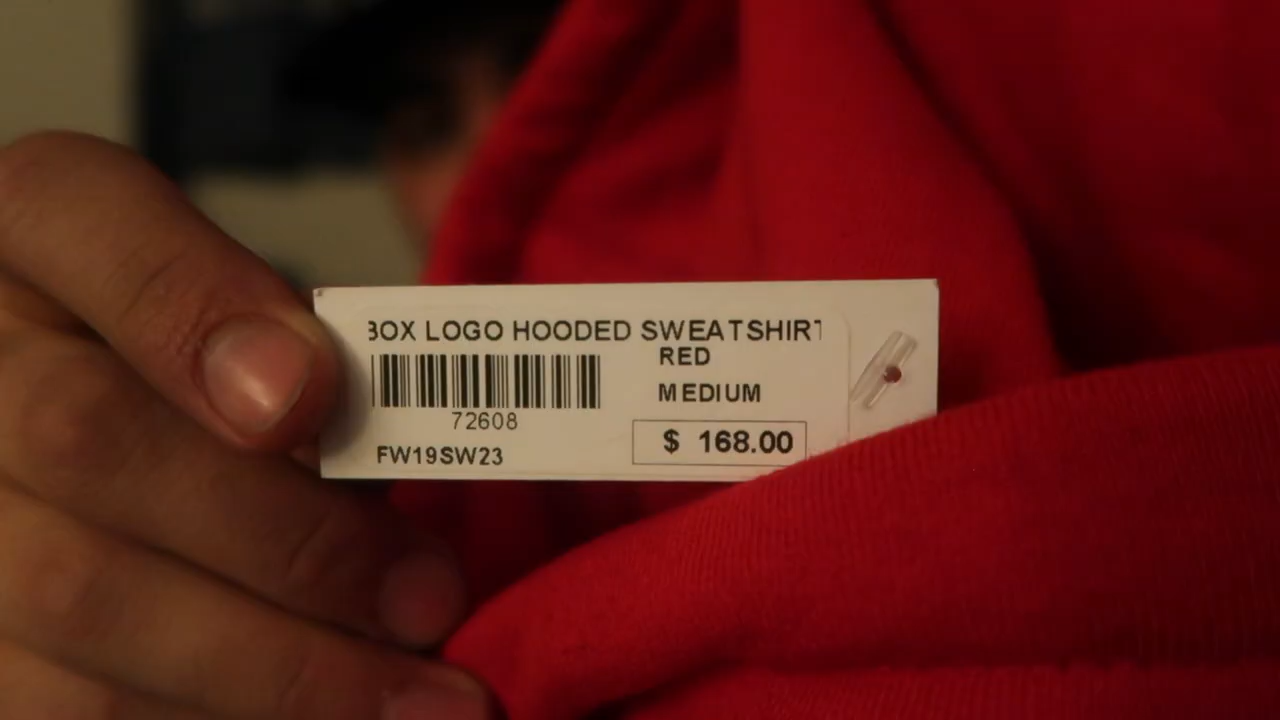 BOX LOGO HOODED SWEATSHIRT
RED
MEDIUM
72608
FW19SW23
$ 168.00